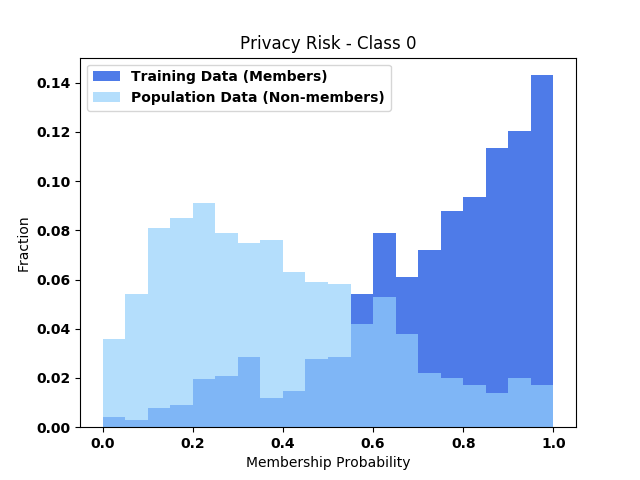 Privacy Risk - Class 0
Training Data (Members)
Population Data (Non-members)
Fraction
0.14
0.12
0.10
0.08
0.06
0.04
0.02
0.00
0.0 0.2 0.4 0.6 0.8 1.0
Membership Probability